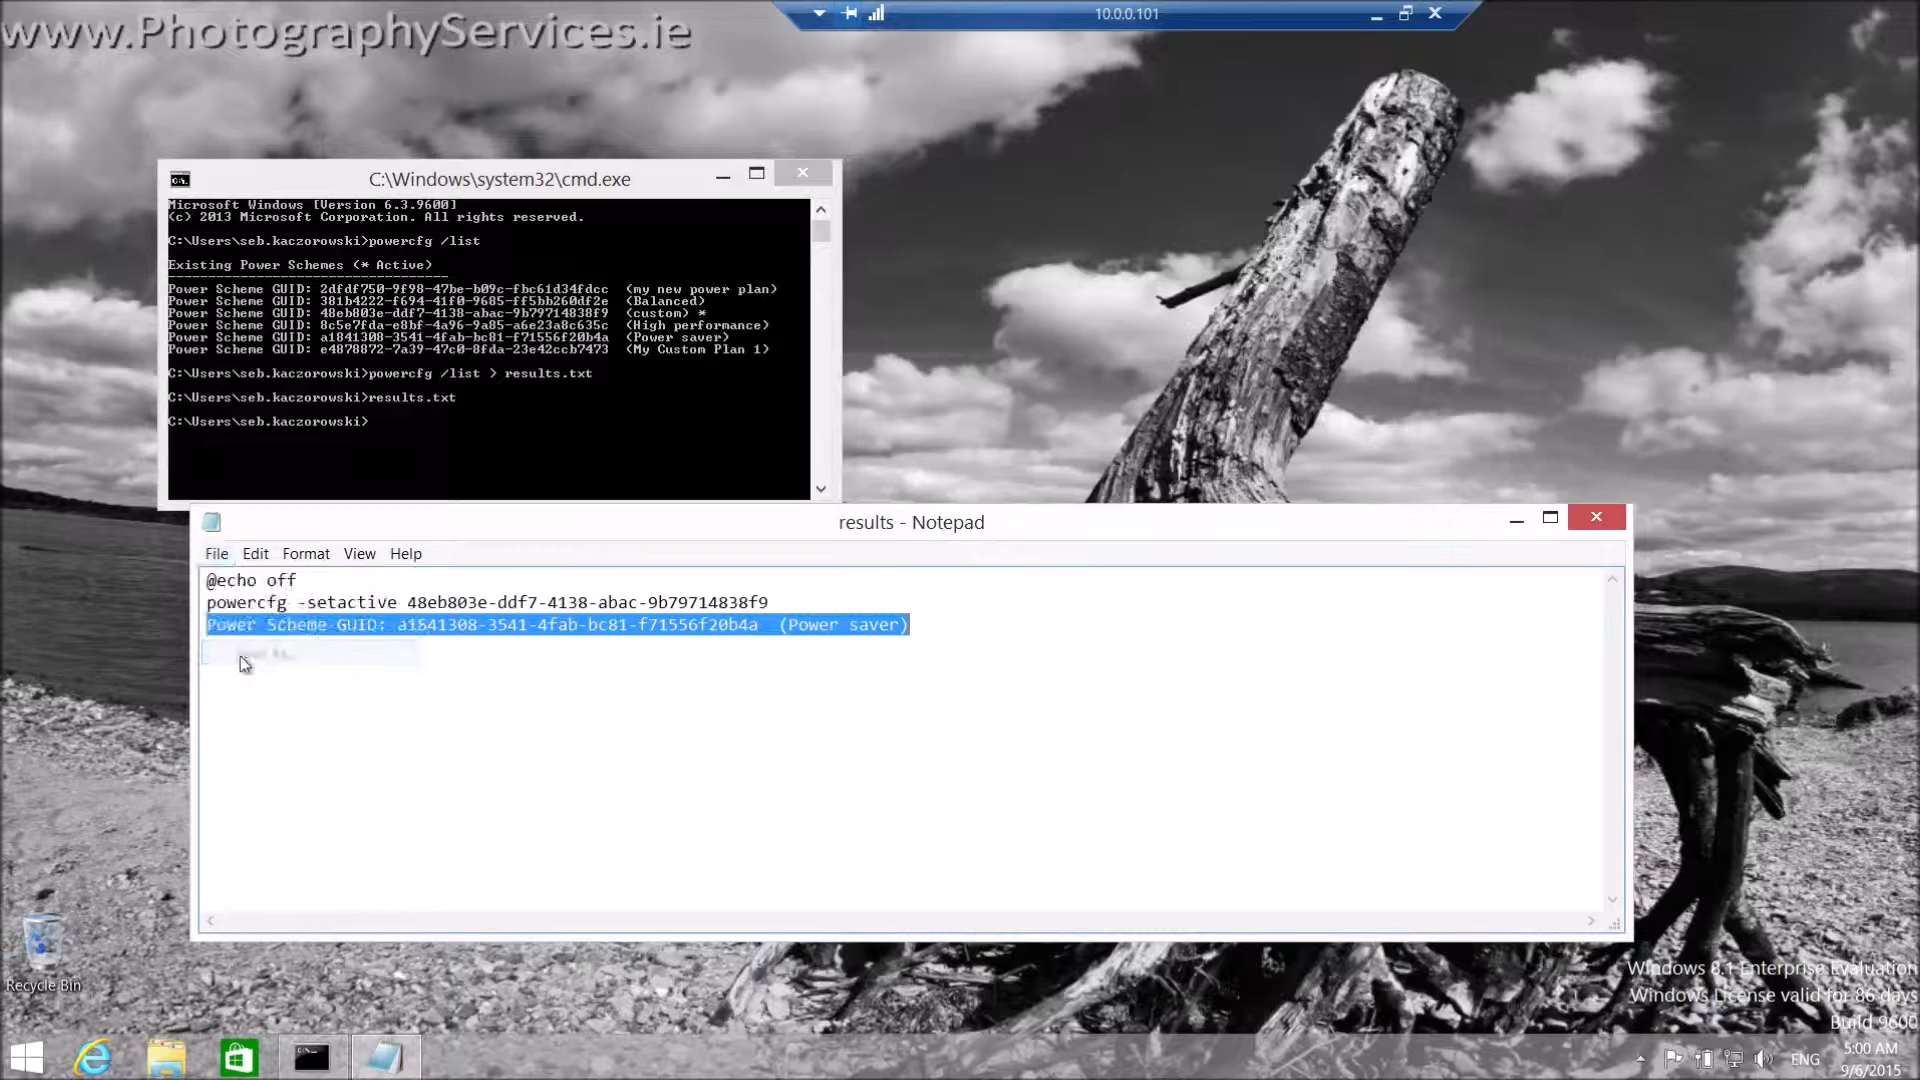 www.PhotographyServices.ie
10.0.0.101
C:\Windows\system32\cmd.exe
Microsoft Windows [Version 6.3.9600]
(c) 2013 Microsoft Corporation. All rights reserved.
C:\Users\seb.kaczorowski>powercfg /list
Existing Power Schemes (* Active)
-----------------------------------
Power Scheme GUID: 2dfdf750-9f98-47be-b09c-fbc61d34fdcc  (my new power plan)
Power Scheme GUID: 381b4222-f694-41f0-9685-ff5bb260df2e  (Balanced)
Power Scheme GUID: 48eb803e-ddf7-4138-abac-9b79714838f9  (custom) *
Power Scheme GUID: 8c5e7fda-e8bf-4a96-9a85-a6e23a8c635c  (High performance)
Power Scheme GUID: a1841308-3541-4fab-bc81-f71556f20b4a  (Power saver)
Power Scheme GUID: e4878872-7a39-47c0-8fda-23e42ccb7473  (My Custom Plan 1)
C:\Users\seb.kaczorowski>powercfg /list > results.txt
C:\Users\seb.kaczorowski>results.txt
C:\Users\seb.kaczorowski>
results - Notepad
File Edit Format View Help
@echo off
powercfg -setactive 48eb803e-ddf7-4138-abac-9b79714838f9
Power Scheme GUID: a1841308-3541-4fab-bc81-f71556f20b4a  (Power saver)
Recycle Bin
Windows 8.1 Enterprise Evaluation
Windows License valid for 86 days
Build 9600
ENG
5:00 AM
9/6/2015